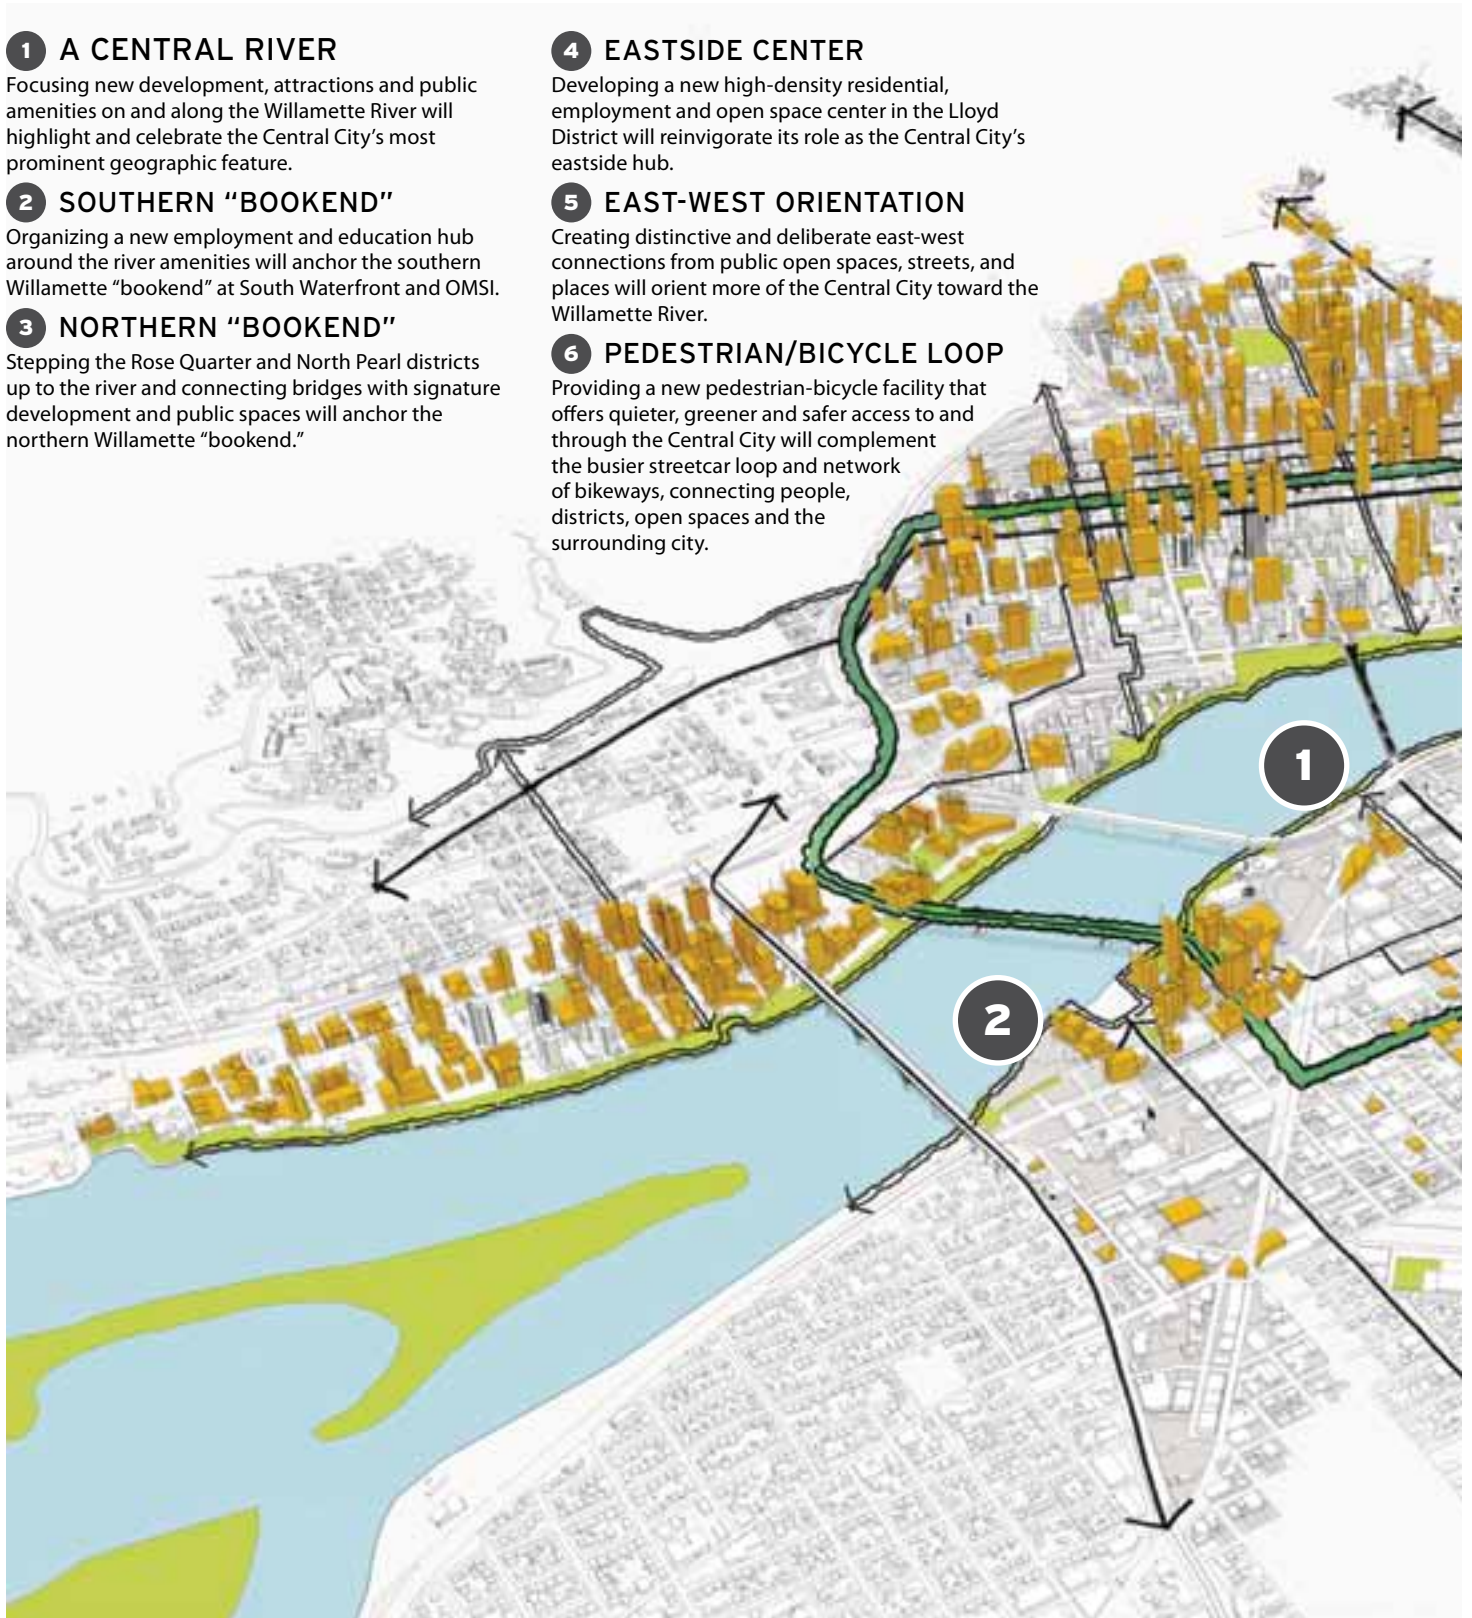 1 A CENTRAL RIVER
Focusing new development, attractions and public
amenities on and along the Willamette River will
highlight and celebrate the Central City’s most
prominent geographic feature.
2 SOUTHERN “BOOKEND”
Organizing a new employment and education hub
around the river amenities will anchor the southern
Willamette “bookend” at South Waterfront and OMSI.
3 NORTHERN “BOOKEND”
Stepping the Rose Quarter and North Pearl districts
up to the river and connecting bridges with signature
development and public spaces will anchor the
northern Willamette “bookend.”
4 EASTSIDE CENTER
Developing a new high-density residential,
employment and open space center in the Lloyd
District will reinvigorate its role as the Central City’s
eastside hub.
5 EAST-WEST ORIENTATION
Creating distinctive and deliberate east-west
connections from public open spaces, streets, and
places will orient more of the Central City toward the
Willamette River.
6 PEDESTRIAN/BICYCLE LOOP
Providing a new pedestrian-bicycle facility that
offers quieter, greener and safer access to and
through the Central City will complement
the busier streetcar loop and network
of bikeways, connecting people,
districts, open spaces and the
surrounding city.
1
2